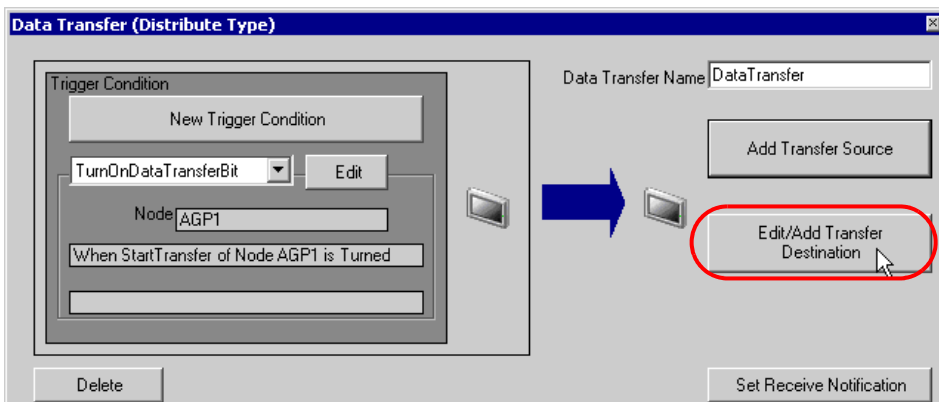 Data Transfer (Distribute Type)
Trigger Condition
New Trigger Condition
TurnOnDataTransferBit
Edit
Node
AGP1
When StartTransfer of Node AGP1 is Turned
Data Transfer Name
DataTransfer
Add Transfer Source
Edit/Add Transfer
Destination
Delete
Set Receive Notification